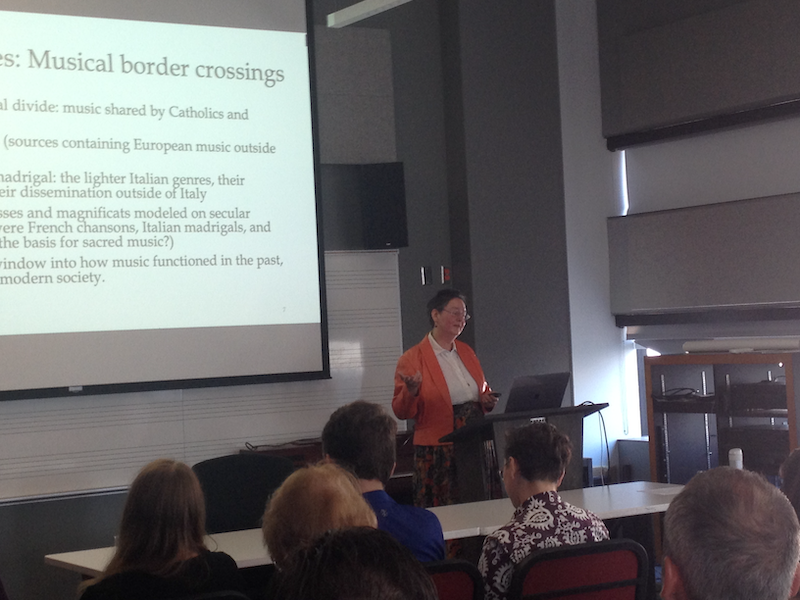 es: Musical border crossings
al divide: music shared by Catholics and
(sources containing European music outside
madrigal: the lighter Italian genres, their
eir dissemination outside of Italy
sses and magnificats modeled on secular
were French chansons, Italian madrigals, and
the basis for sacred music?)
window into how music functioned in the past,
modern society.
7